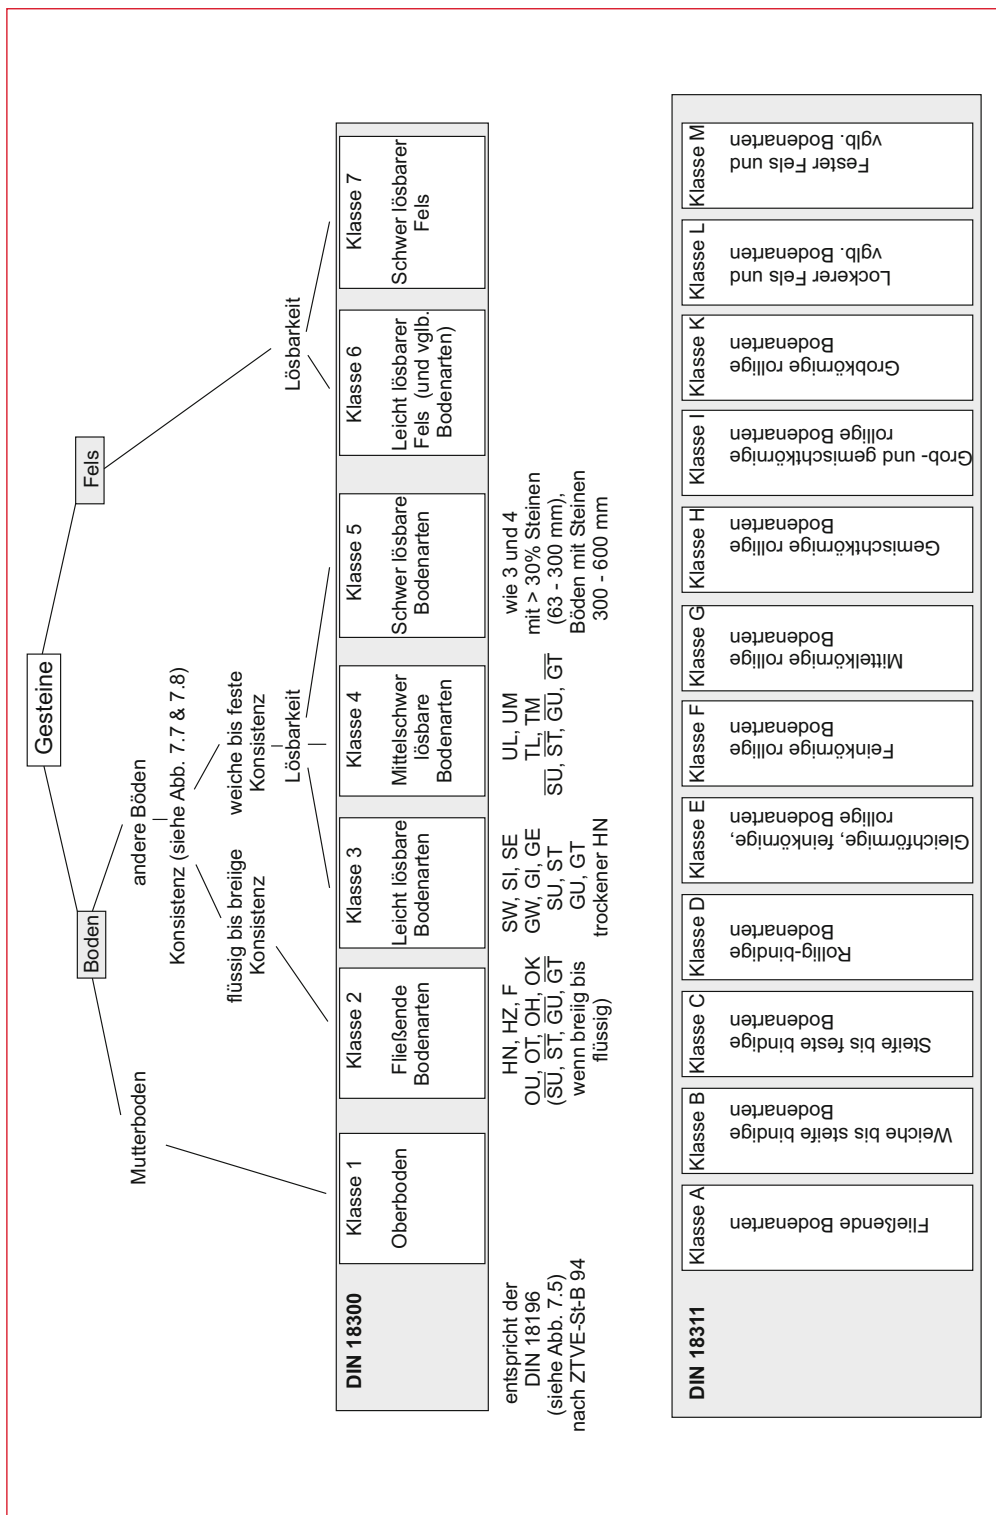 Gesteine
Boden
Fels
Mutterboden
andere Böden
Konsistenz (siehe Abb. 7.7 & 7.8)
flüssig bis breiige
Konsistenz
weiche bis feste
Konsistenz
Lösbarkeit
Lösbarkeit
DIN 18300
Klasse 1
Oberboden
Klasse 2
Fließende
Bodenarten
Klasse 3
Leicht lösbare
Bodenarten
Klasse 4
Mittelschwer
lösbare
Bodenarten
Klasse 5
Schwer lösbare
Bodenarten
Klasse 6
Leicht lösbarer
Fels (und vglb.
Bodenarten)
Klasse 7
Schwer lösbarer
Fels
entspricht der
DIN 18196
(siehe Abb. 7.5)
nach ZTVE-St-B 94
HN, HZ, F
OU, OT, OH, OK
(S̅U̅, S̅T̅, G̅U̅, G̅T̅
wenn breiig bis
flüssig)
SW, SI, SE
GW, GI, GE
SU, ST
GU, GT
trockener HN
UL, UM
TL, TM
S̅U̅, S̅T̅, G̅U̅, G̅T̅
wie 3 und 4
mit > 30% Steinen
(63 - 300 mm),
Böden mit Steinen
300 - 600 mm
DIN 18311
Klasse A
Fließende Bodenarten
Klasse B
Weiche bis steife bindige
Bodenarten
Klasse C
Steife bis feste bindige
Bodenarten
Klasse D
Rollig-bindige
Bodenarten
Klasse E
Gleichförmige, feinkörnige,
rollige Bodenarten
Klasse F
Feinkörnige rollige
Bodenarten
Klasse G
Mittelkörnige rollige
Bodenarten
Klasse H
Gemischtkörnige rollige
Bodenarten
Klasse I
Grob- und gemischtkörnige
rollige Bodenarten
Klasse K
Grobkörnige rollige
Bodenarten
Klasse L
Lockerer Fels und
vglb. Bodenarten
Klasse M
Fester Fels und
vglb. Bodenarten